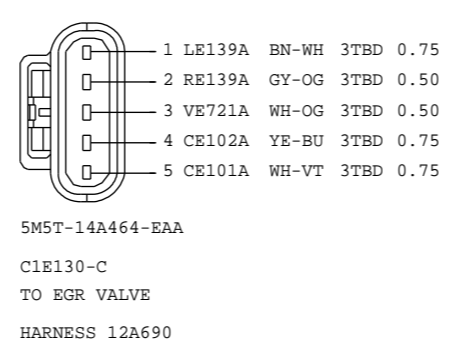 1 LE139A BN-WH 3TBD 0.75
2 RE139A GY-OG 3TBD 0.50
3 VE721A WH-OG 3TBD 0.50
4 CE102A YE-BU 3TBD 0.75
5 CE101A WH-VT 3TBD 0.75
5M5T-14A464-EAA
C1E130-C
TO EGR VALVE
HARNESS 12A690